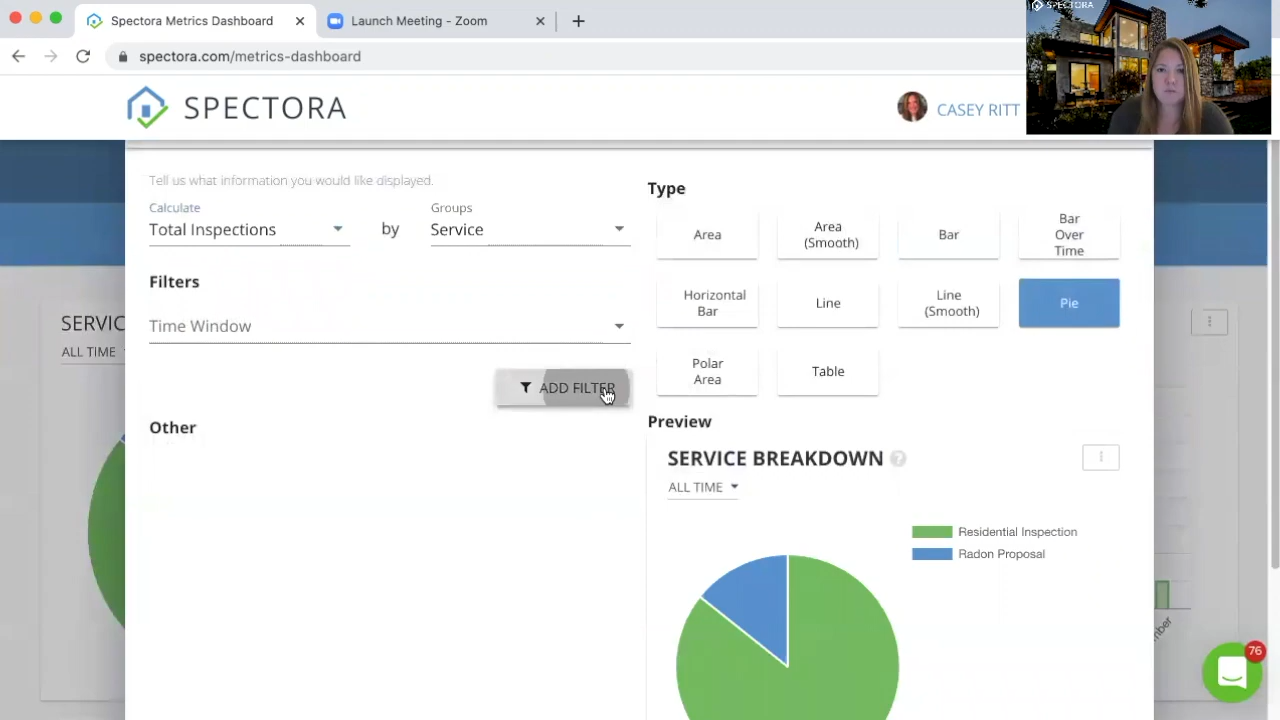 Spectora Metrics Dashboard
Launch Meeting - Zoom
spectora.com/metrics-dashboard
SPECTORA
SPECTORA
CASEY RITT
Tell us what information you would like displayed.
Calculate
Total Inspections
by
Groups
Service
Filters
Time Window
ADD FILTER
Other
Type
Area
Area
(Smooth)
Bar
Bar
Over
Time
Horizontal
Bar
Line
Line
(Smooth)
Pie
Polar
Area
Table
Preview
SERVICE BREAKDOWN
?
ALL TIME
Residential Inspection
Radon Proposal
SERVIC
ALL TIME
mber
76